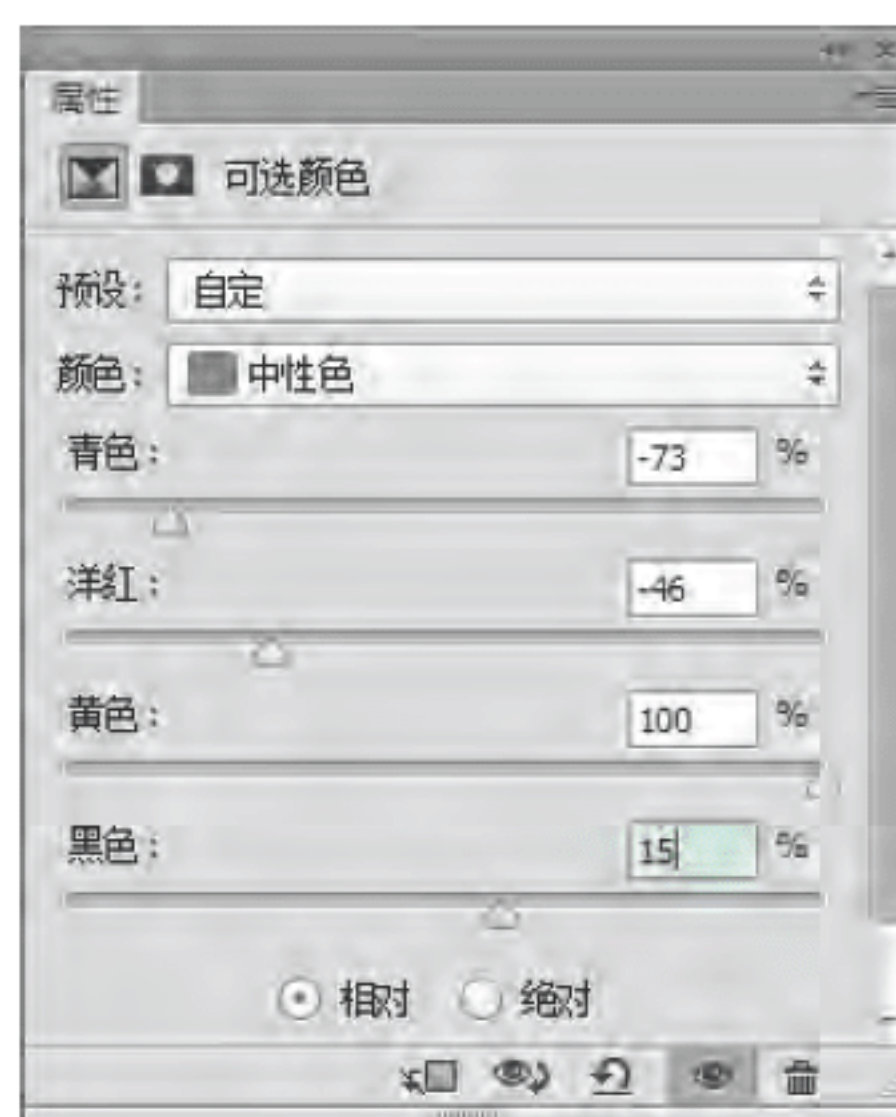 属性
可选颜色
预设： 自定
颜色： 中性色
青色： -73 %
洋红： -46 %
黄色： 100 %
黑色： 15 %
相对 绝对